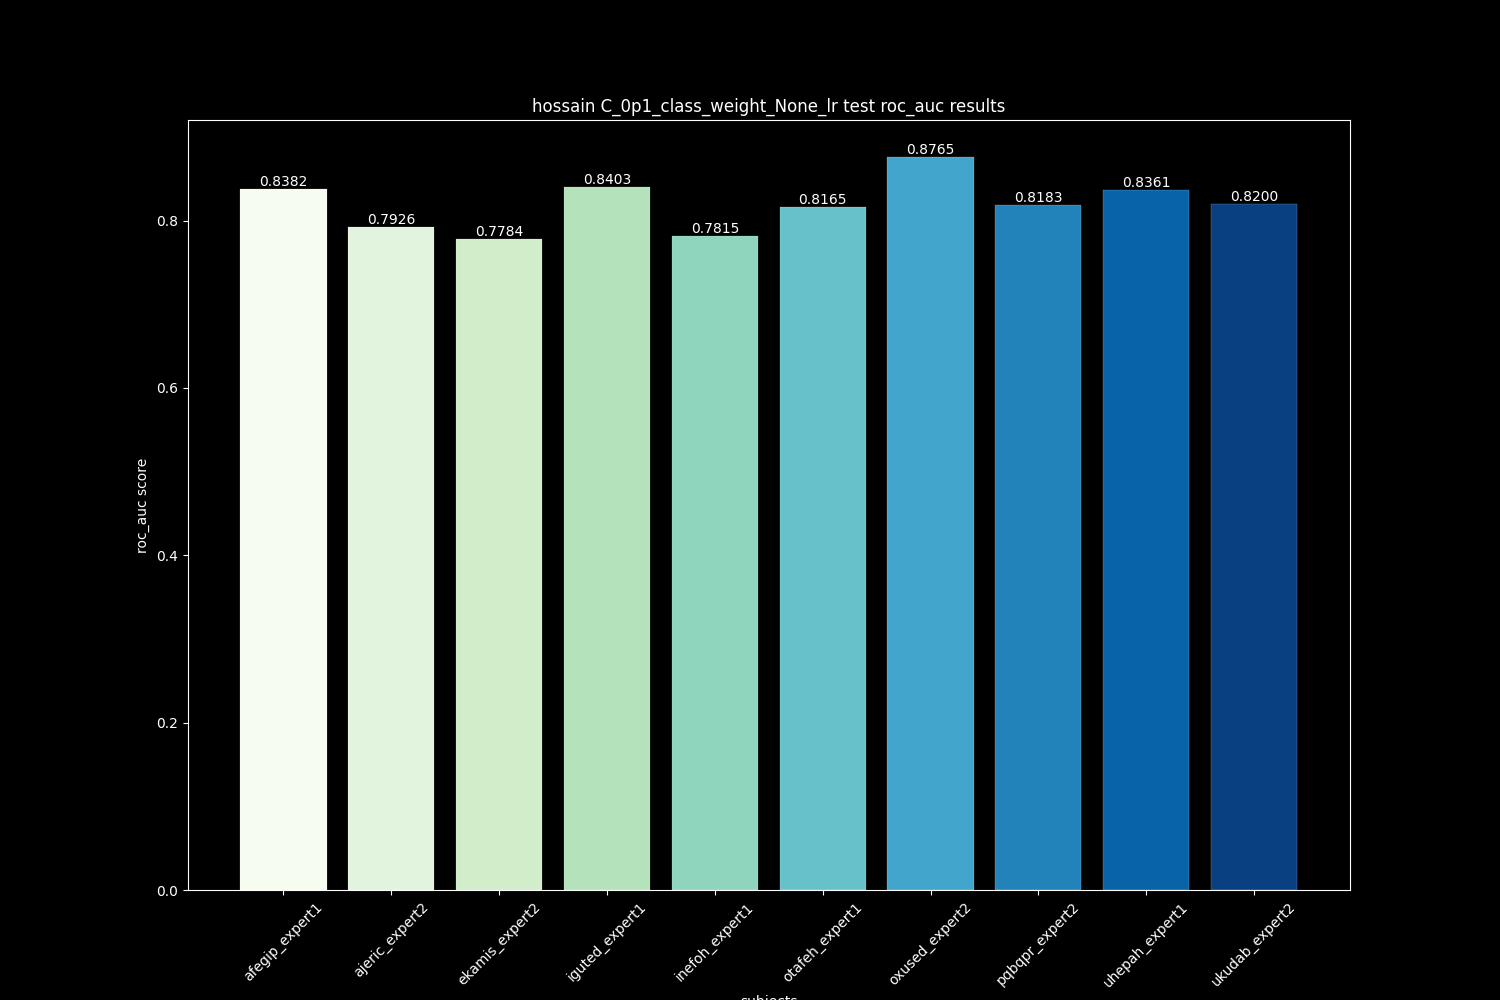 hossain C_0p1_class_weight_None_lr test roc_auc results
0.8382
0.7926
0.7784
0.8403
0.7815
0.8165
0.8765
0.8183
0.8361
0.8200
roc_auc score
0.8
0.6
0.4
0.2
0.0
afegip_expert1
ajeric_expert2
ekamis_expert2
iguted_expert1
inefoh_expert1
otafeh_expert1
oxused_expert2
pqbqpr_expert2
uhepah_expert1
ukudab_expert2
subjects